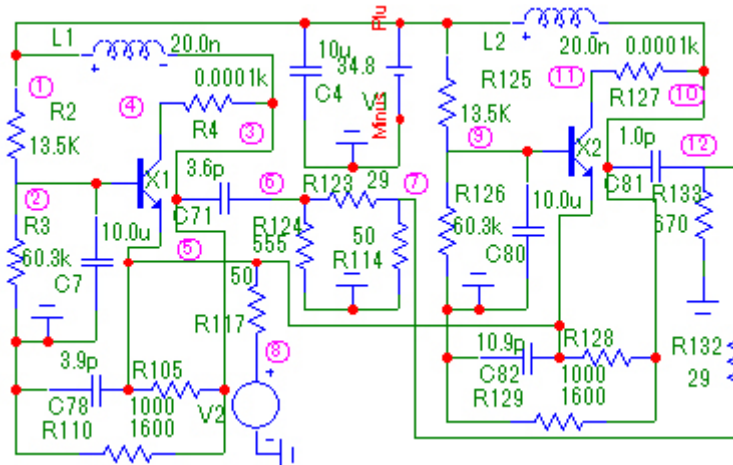 L1
20.0n
①
R2
13.5K
④
0.0001k
R4
③
10u
C4
34.8
V1
Plu
Minus
L2
20.0n
R125
13.5K
⑪
0.0001k
R127
⑩
②
R3
60.3k
C7
10.0u
X1
3.6p
C71
⑤
⑥
R123
29
⑦
R124
555
50
R114
⑨
R126
60.3k
10.0u
C80
X2
1.0p
C81
⑫
R133
670
50
R117
⑧
V2
+
-
3.9p
C78
R105
1000
R110
1600
10.9p
C82
R128
1000
R129
1600
R132
29